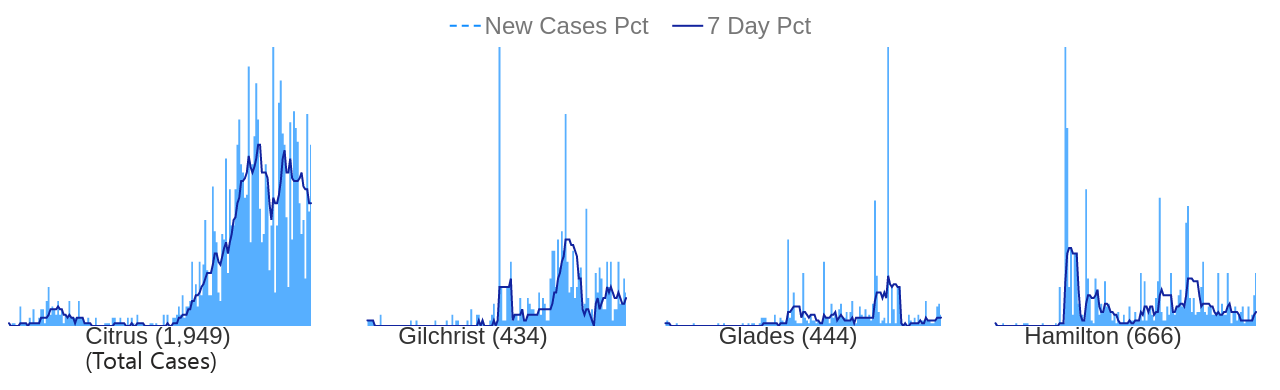 New Cases Pct 7 Day Pct
Citrus (1,949) Gilchrist (434) Glades (444) Hamilton (666)
(Total Cases)